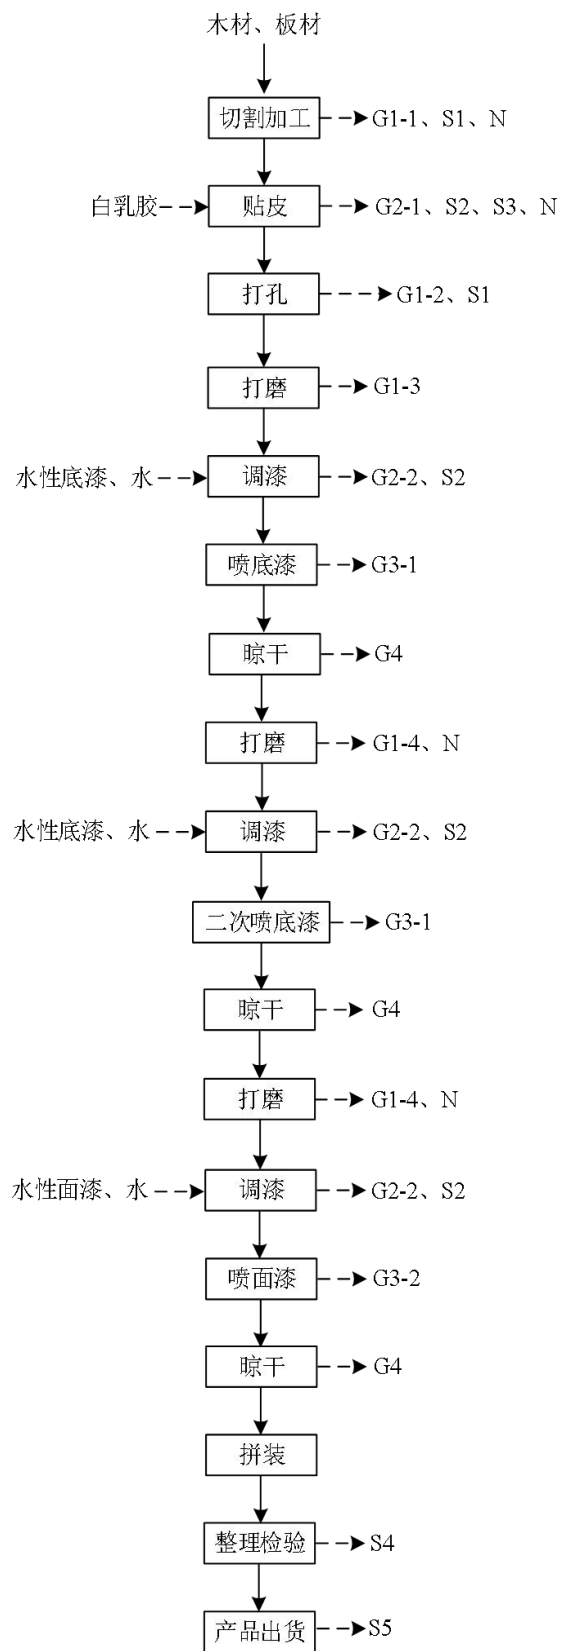 木材、板材
切割加工 G1-1、S1、N
白乳胶 贴皮 G2-1、S2、S3、N
打孔 G1-2、S1
打磨 G1-3
水性底漆、水 调漆 G2-2、S2
喷底漆 G3-1
晾干 G4
打磨 G1-4、N
水性底漆、水 调漆 G2-2、S2
二次喷底漆 G3-1
晾干 G4
打磨 G1-4、N
水性面漆、水 调漆 G2-2、S2
喷面漆 G3-2
晾干 G4
拼装
整理检验 S4
产品出货 S5